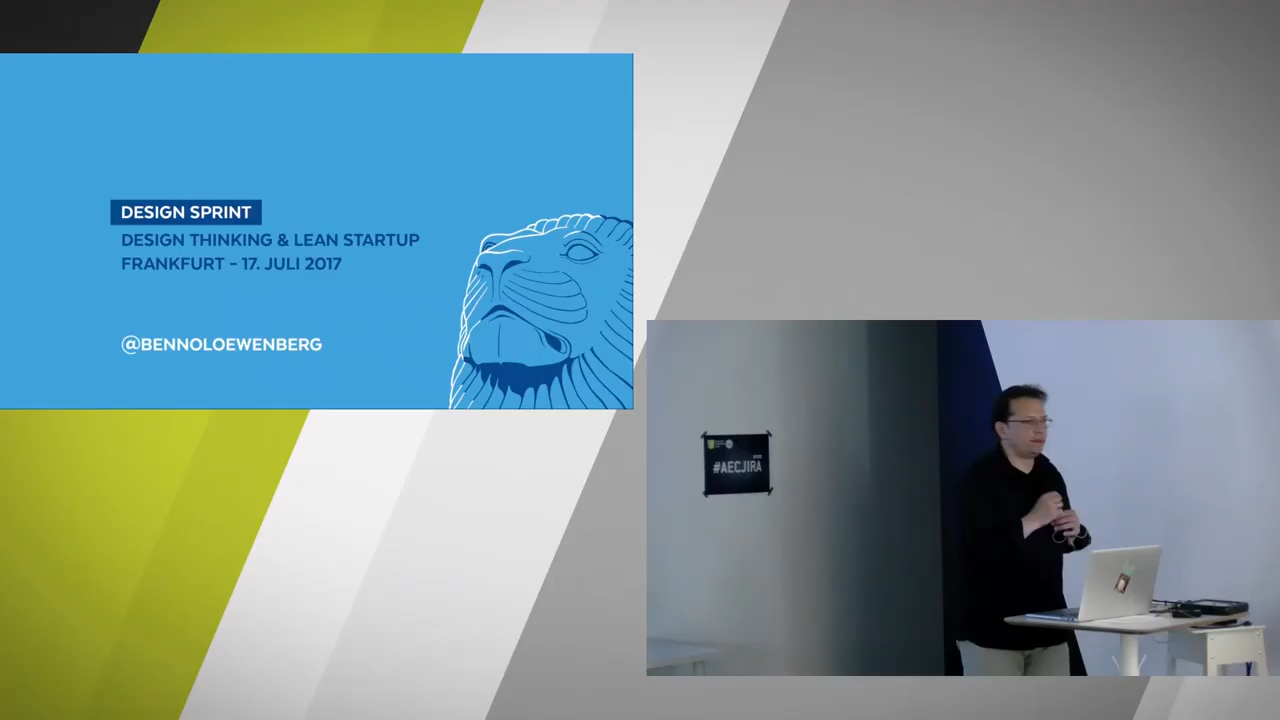 DESIGN SPRINT
DESIGN THINKING & LEAN STARTUP
FRANKFURT – 17. JULI 2017
@BENNOLOEWENBERG
#AECJIRA